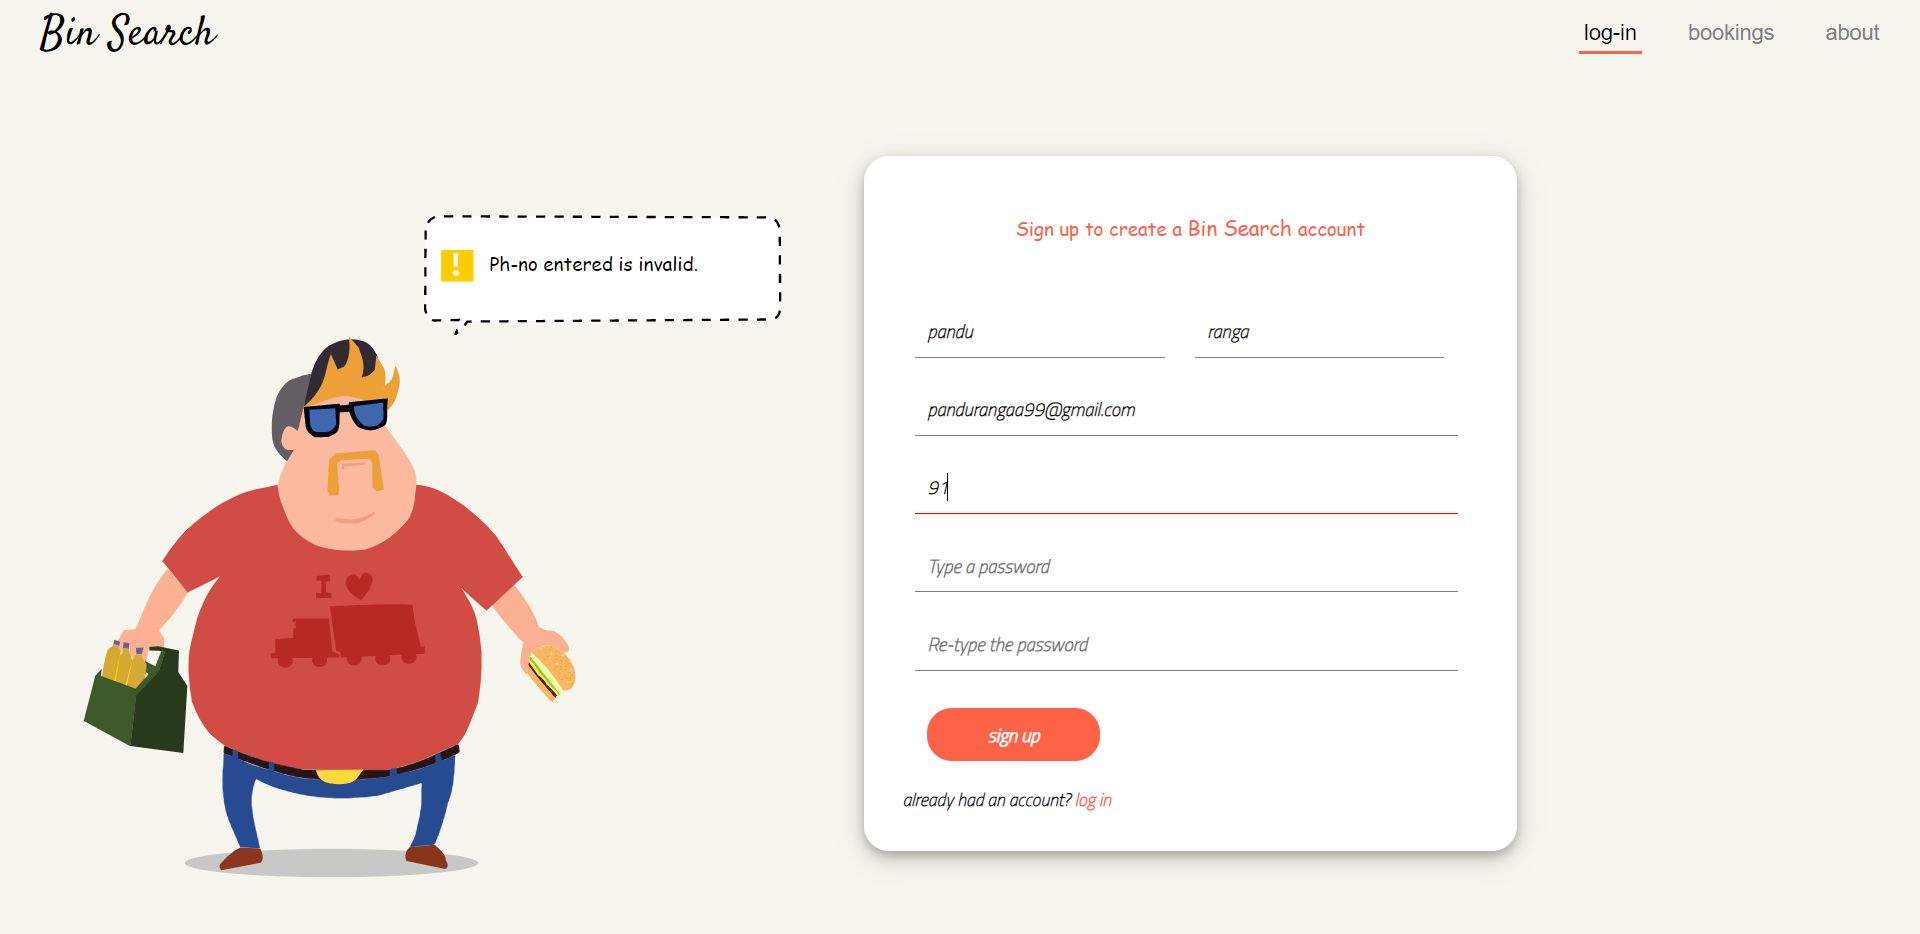 Bin Search
log-in bookings about
Sign up to create a Bin Search account
Ph-no entered is invalid.
pandu ranga
pandurangaa99@gmail.com
91
Type a password
Re-type the password
I
sign up
already had an account? log in